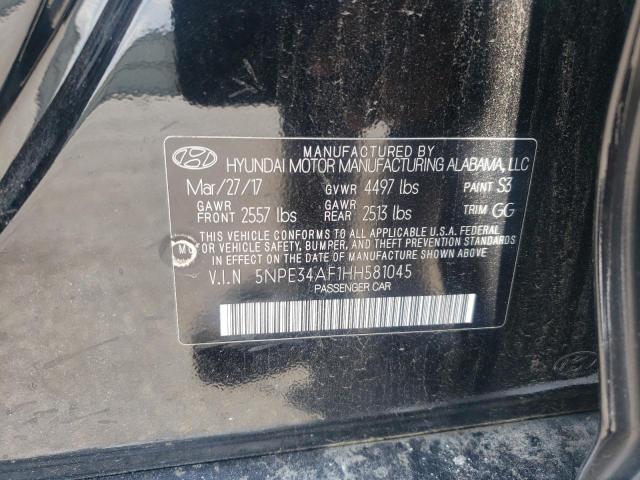 MANUFACTURED BY
HYUNDAI MOTOR MANUFACTURING ALABAMA, LLC
Mar/27/17 GVWR 4497 lbs PAINT S3
GAWR FRONT 2557 lbs GAWR REAR 2513 lbs TRIM GG
THIS VEHICLE CONFORMS TO ALL APPLICABLE U.S.A. FEDERAL
MOTOR VEHICLE SAFETY, BUMPER, AND THEFT PREVENTION STANDARDS
IN EFFECT ON THE DATE OF MANUFACTURE SHOWN ABOVE
V.I.N 5NPE34AF1HH581045
PASSENGER CAR